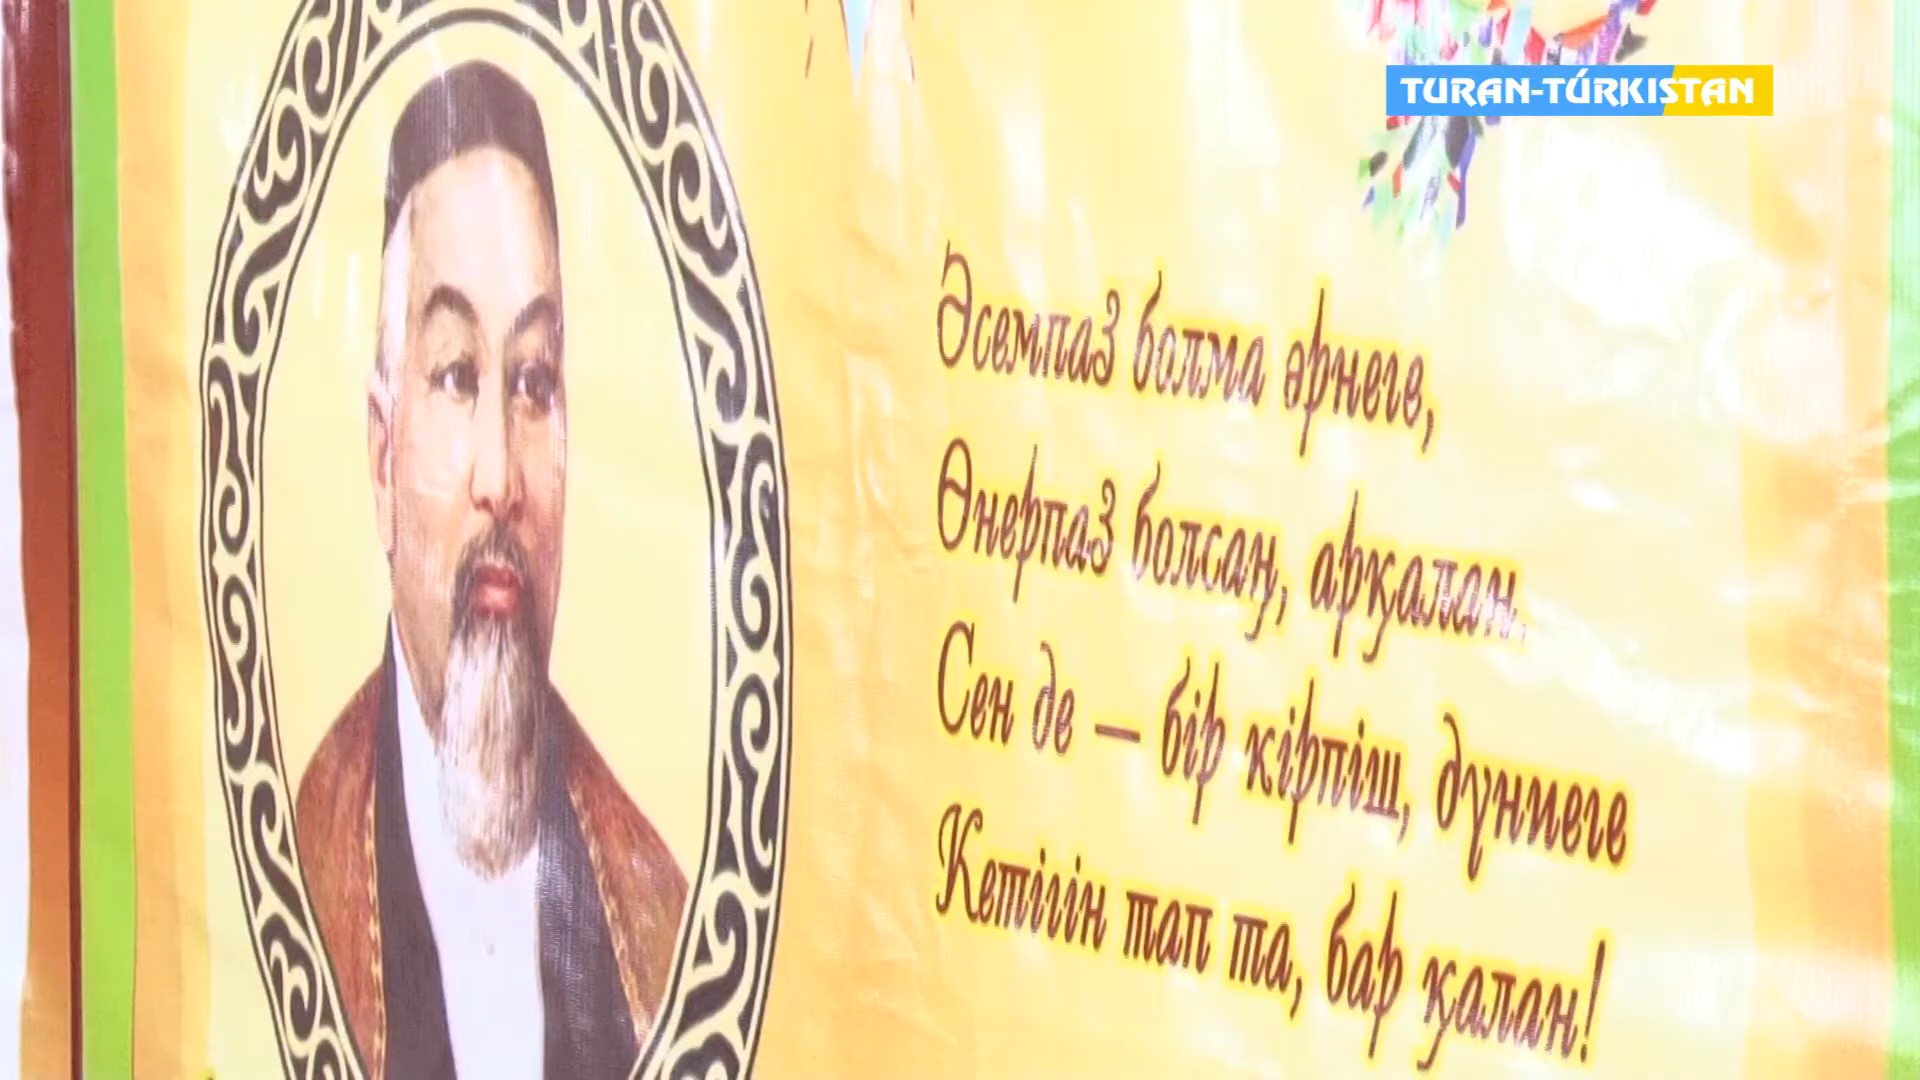 TURAN-TÚRKISTAN
Әсемпаз болма әрнеге,
Өнерпаз болсаң, арқалан.
Сен де — бір кірпіш, дүниеге
Кетігін тап та, бар қалан!